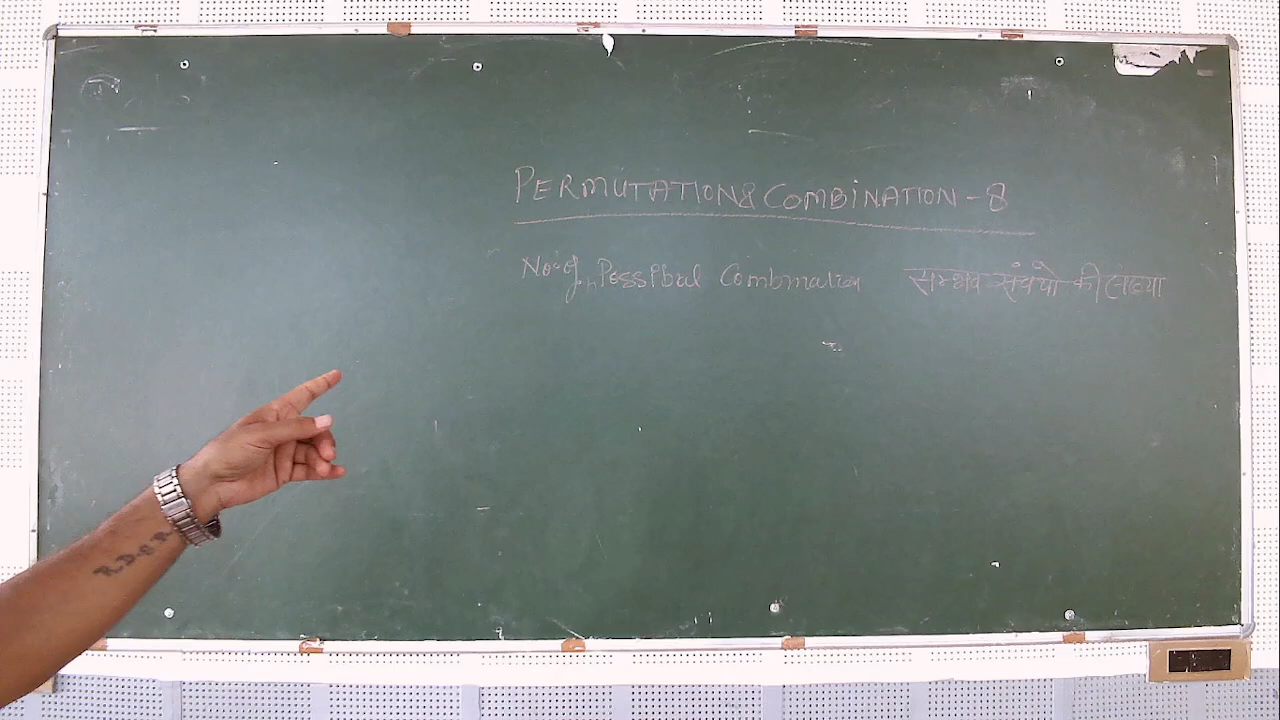 PERMUTATION & COMBINATION - 8
No. of Possibal Combination सम्भव संचयो की संख्या